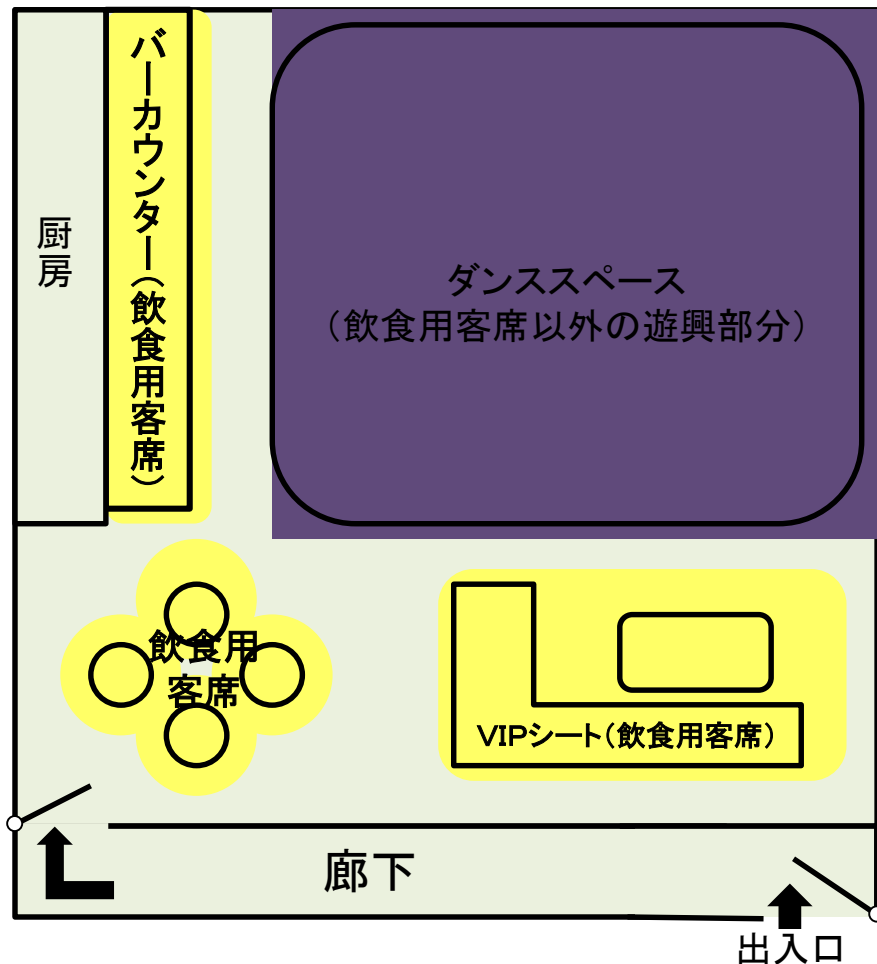 厨房
バーカウンター（飲食用客席）
ダンススペース
（飲食用客席以外の遊興部分）
飲食用
客席
VIPシート（飲食用客席）
廊下
出入口